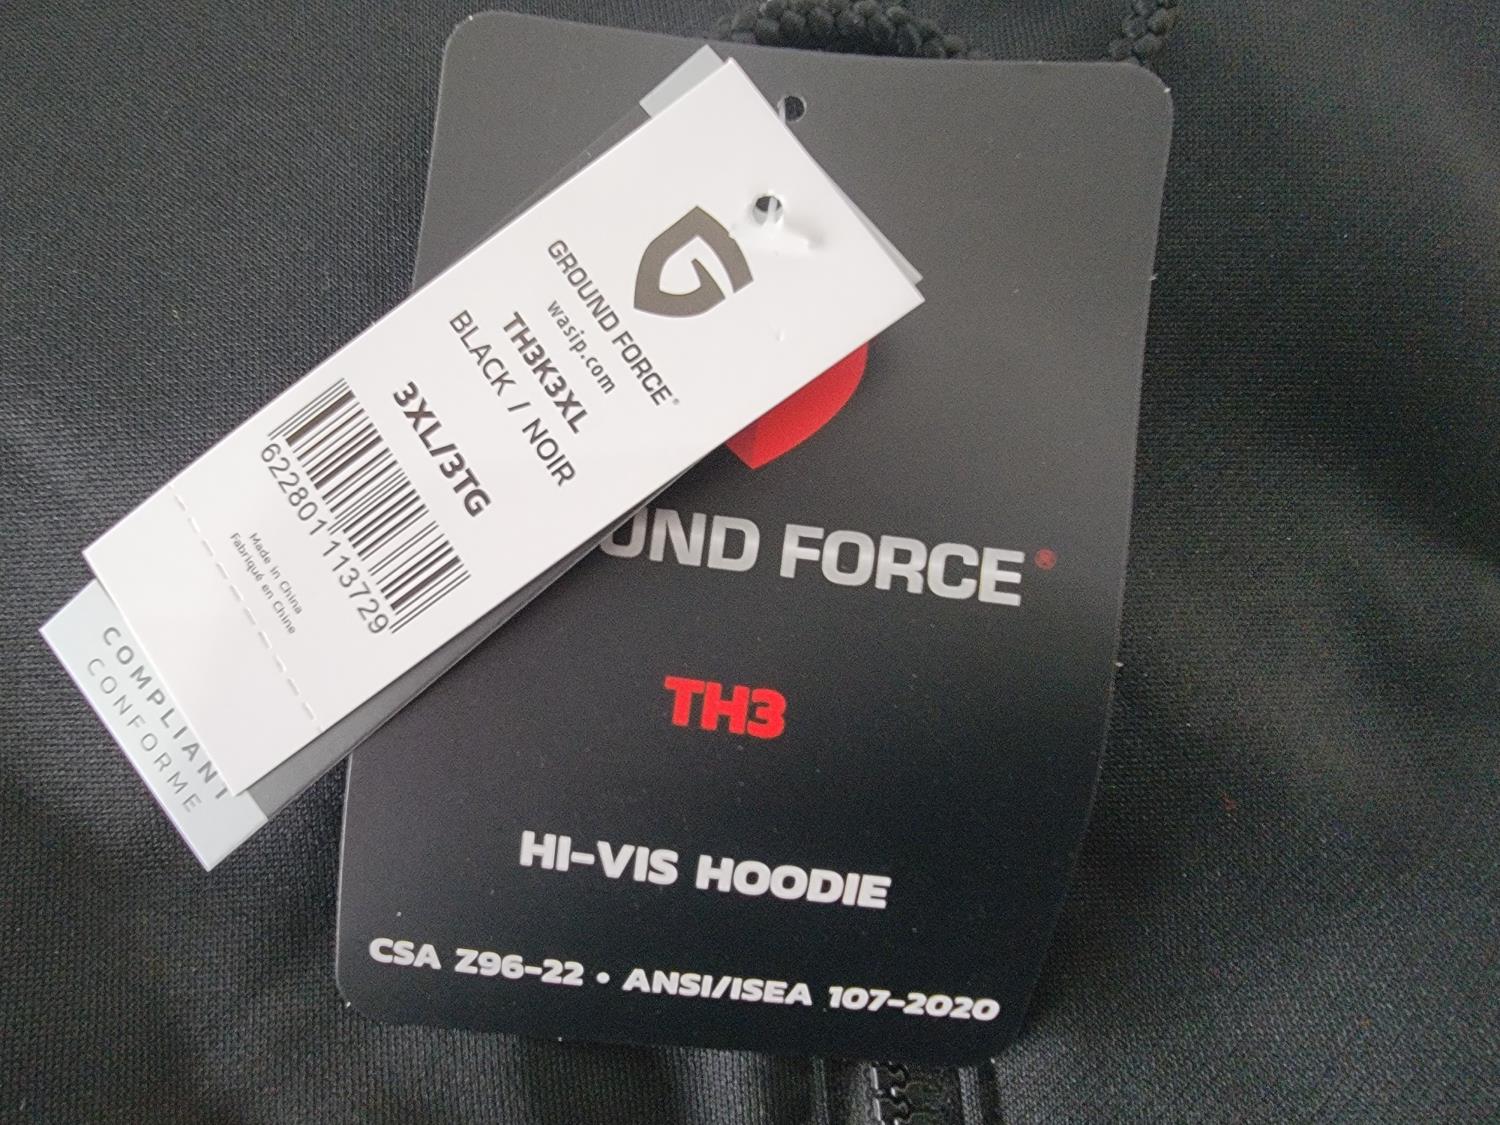 GROUND FORCE®
wasip.com
TH3K3XL
BLACK / NOIR
3XL/3TG
622801 113729
Made in China
Fabriqué en Chine
COMPLIANT
CONFORME
UND FORCE®
TH3
HI-VIS HOODIE
CSA Z96-22 • ANSI/ISEA 107-2020